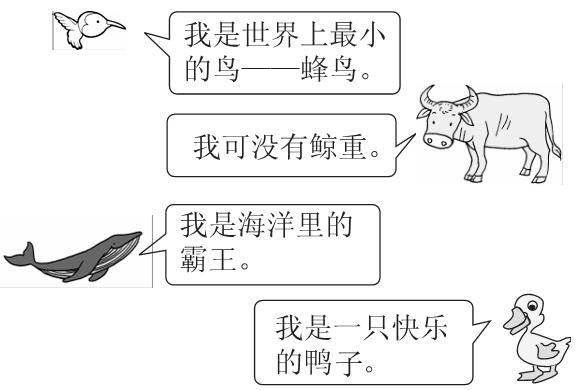 我是世界上最小
的鸟——蜂鸟。
我可没有鲸重。
我是海洋里的
霸王。
我是一只快乐
的鸭子。